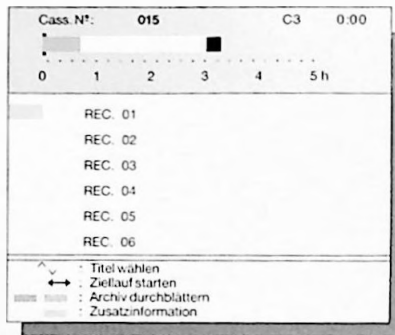 Cass. Nº: 015 C3 0:00
0 1 2 3 4 5 h
REC. 01
REC. 02
REC. 03
REC. 04
REC. 05
REC. 06
: Titel wählen
: Ziellauf starten
: Archiv durchblättern
: Zusatzinformation